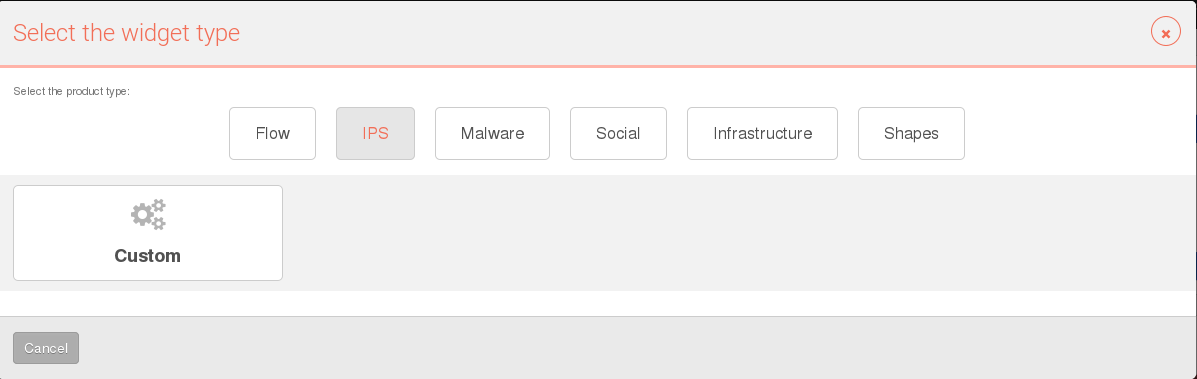 Select the widget type
Select the product type:
Flow IPS Malware Social Infrastructure Shapes
Custom
Cancel